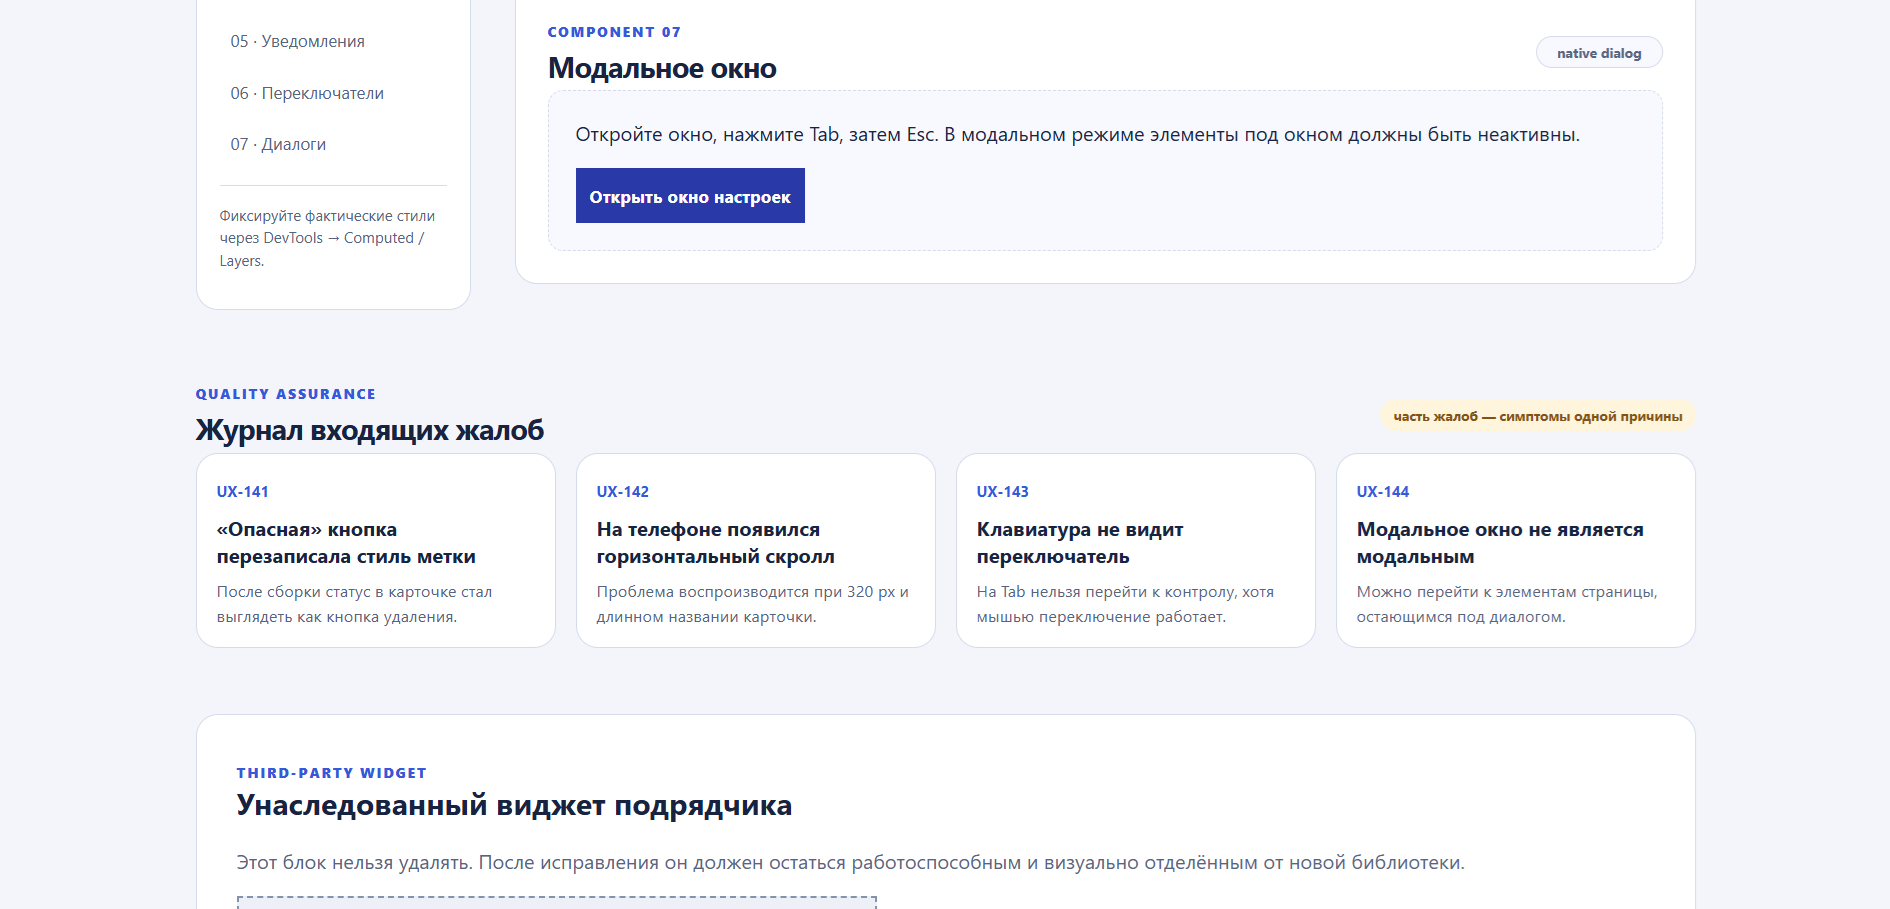 05 · Уведомления
06 · Переключатели
07 · Диалоги
Фиксируйте фактические стили
через DevTools → Computed /
Layers.
COMPONENT 07
Модальное окно
native dialog
Откройте окно, нажмите Tab, затем Esc. В модальном режиме элементы под окном должны быть неактивны.
Открыть окно настроек
QUALITY ASSURANCE
Журнал входящих жалоб
часть жалоб — симптомы одной причины
UX-141
«Опасная» кнопка
перезаписала стиль метки
После сборки статус в карточке стал
выглядеть как кнопка удаления.
UX-142
На телефоне появился
горизонтальный скролл
Проблема воспроизводится при 320 px и
длинном названии карточки.
UX-143
Клавиатура не видит
переключатель
На Tab нельзя перейти к контролу, хотя
мышью переключение работает.
UX-144
Модальное окно не является
модальным
Можно перейти к элементам страницы,
остающимся под диалогом.
THIRD-PARTY WIDGET
Унаследованный виджет подрядчика
Этот блок нельзя удалять. После исправления он должен остаться работоспособным и визуально отделённым от новой библиотеки.